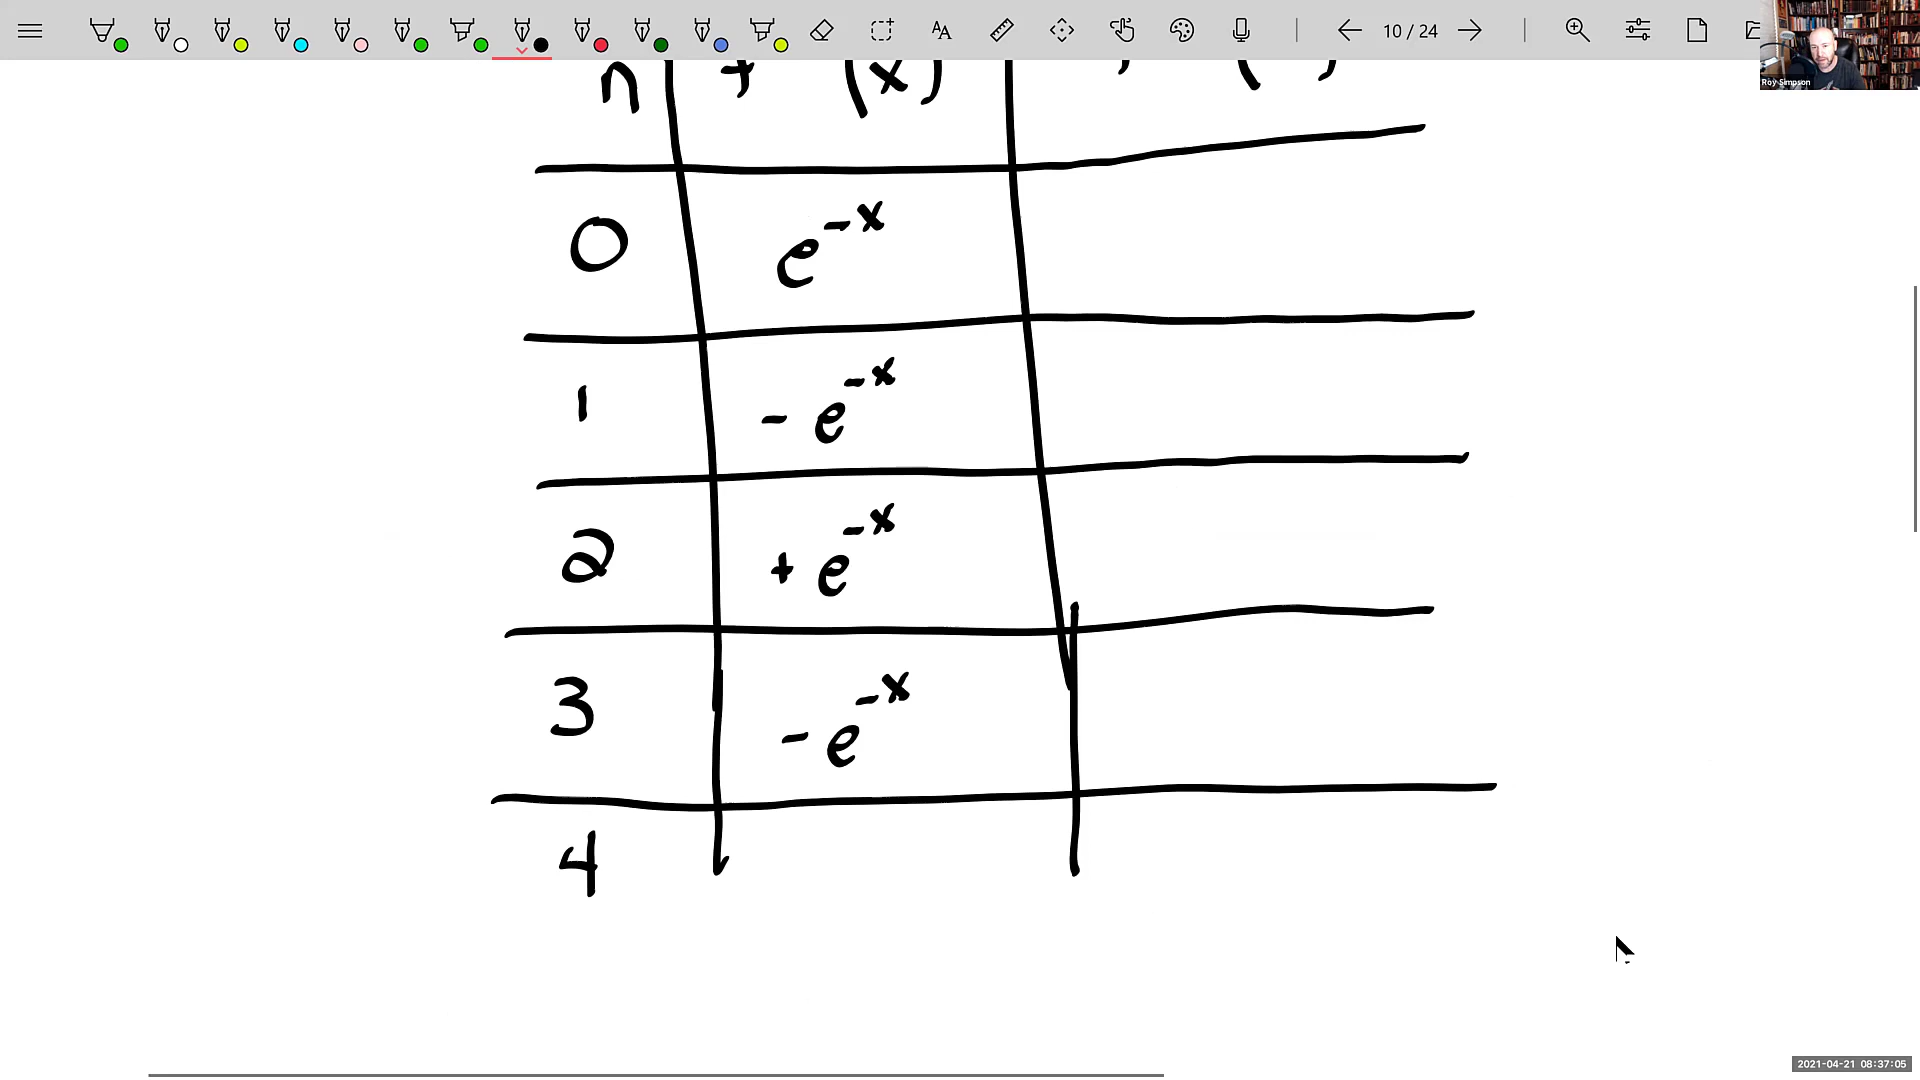 10 / 24
Roy Simpson
n f (x) ( )
0 e^-x
1 - e^-x
2 + e^-x
3 - e^-x
4
2021-04-21 08:37:05